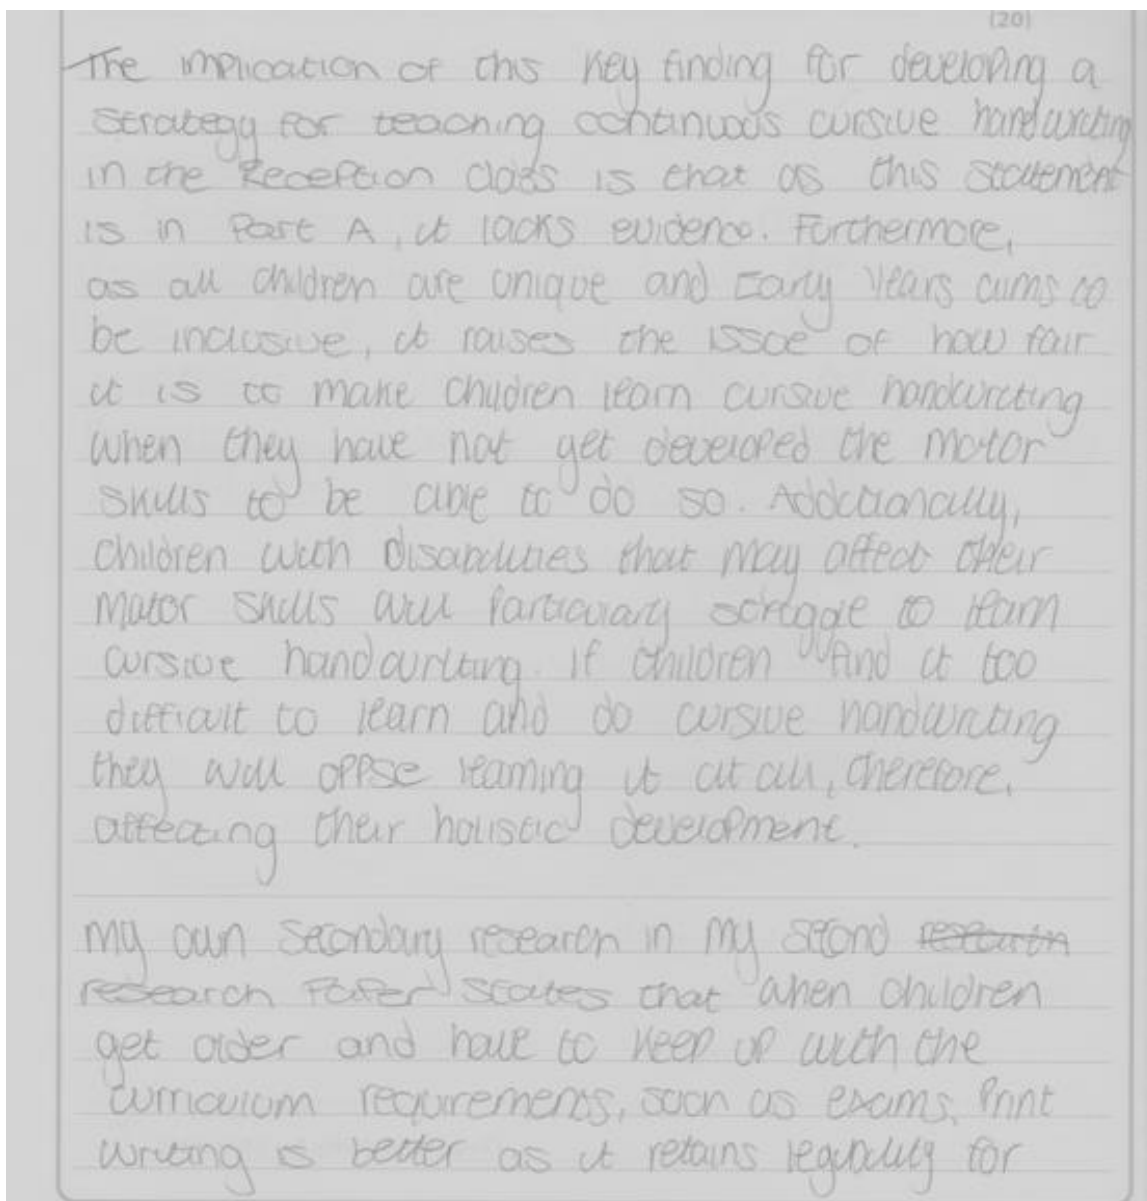 (20)
The implication of this key finding for developing a
strategy for teaching continuous cursive handwriting
in the Reception class is that as this statement
is in Part A, it lacks evidence. Furthermore,
as all children are unique and Early Years aims to
be inclusive, it raises the issue of how fair
it is to make children learn cursive handwriting
when they have not yet developed the motor
skills to be able to do so. Additionally,
children with disabilities that may affect their
motor skills will particulary struggle to learn
cursive handwriting. If children find it too
difficult to learn and do cursive handwriting
they will oppse learning it at all, therefore,
affecting their holistic development.
My own secondary research in my second research
research paper states that when children
get older and have to keep up with the
curriculum requirements, such as exams, print
writing is better as it retains legibility for